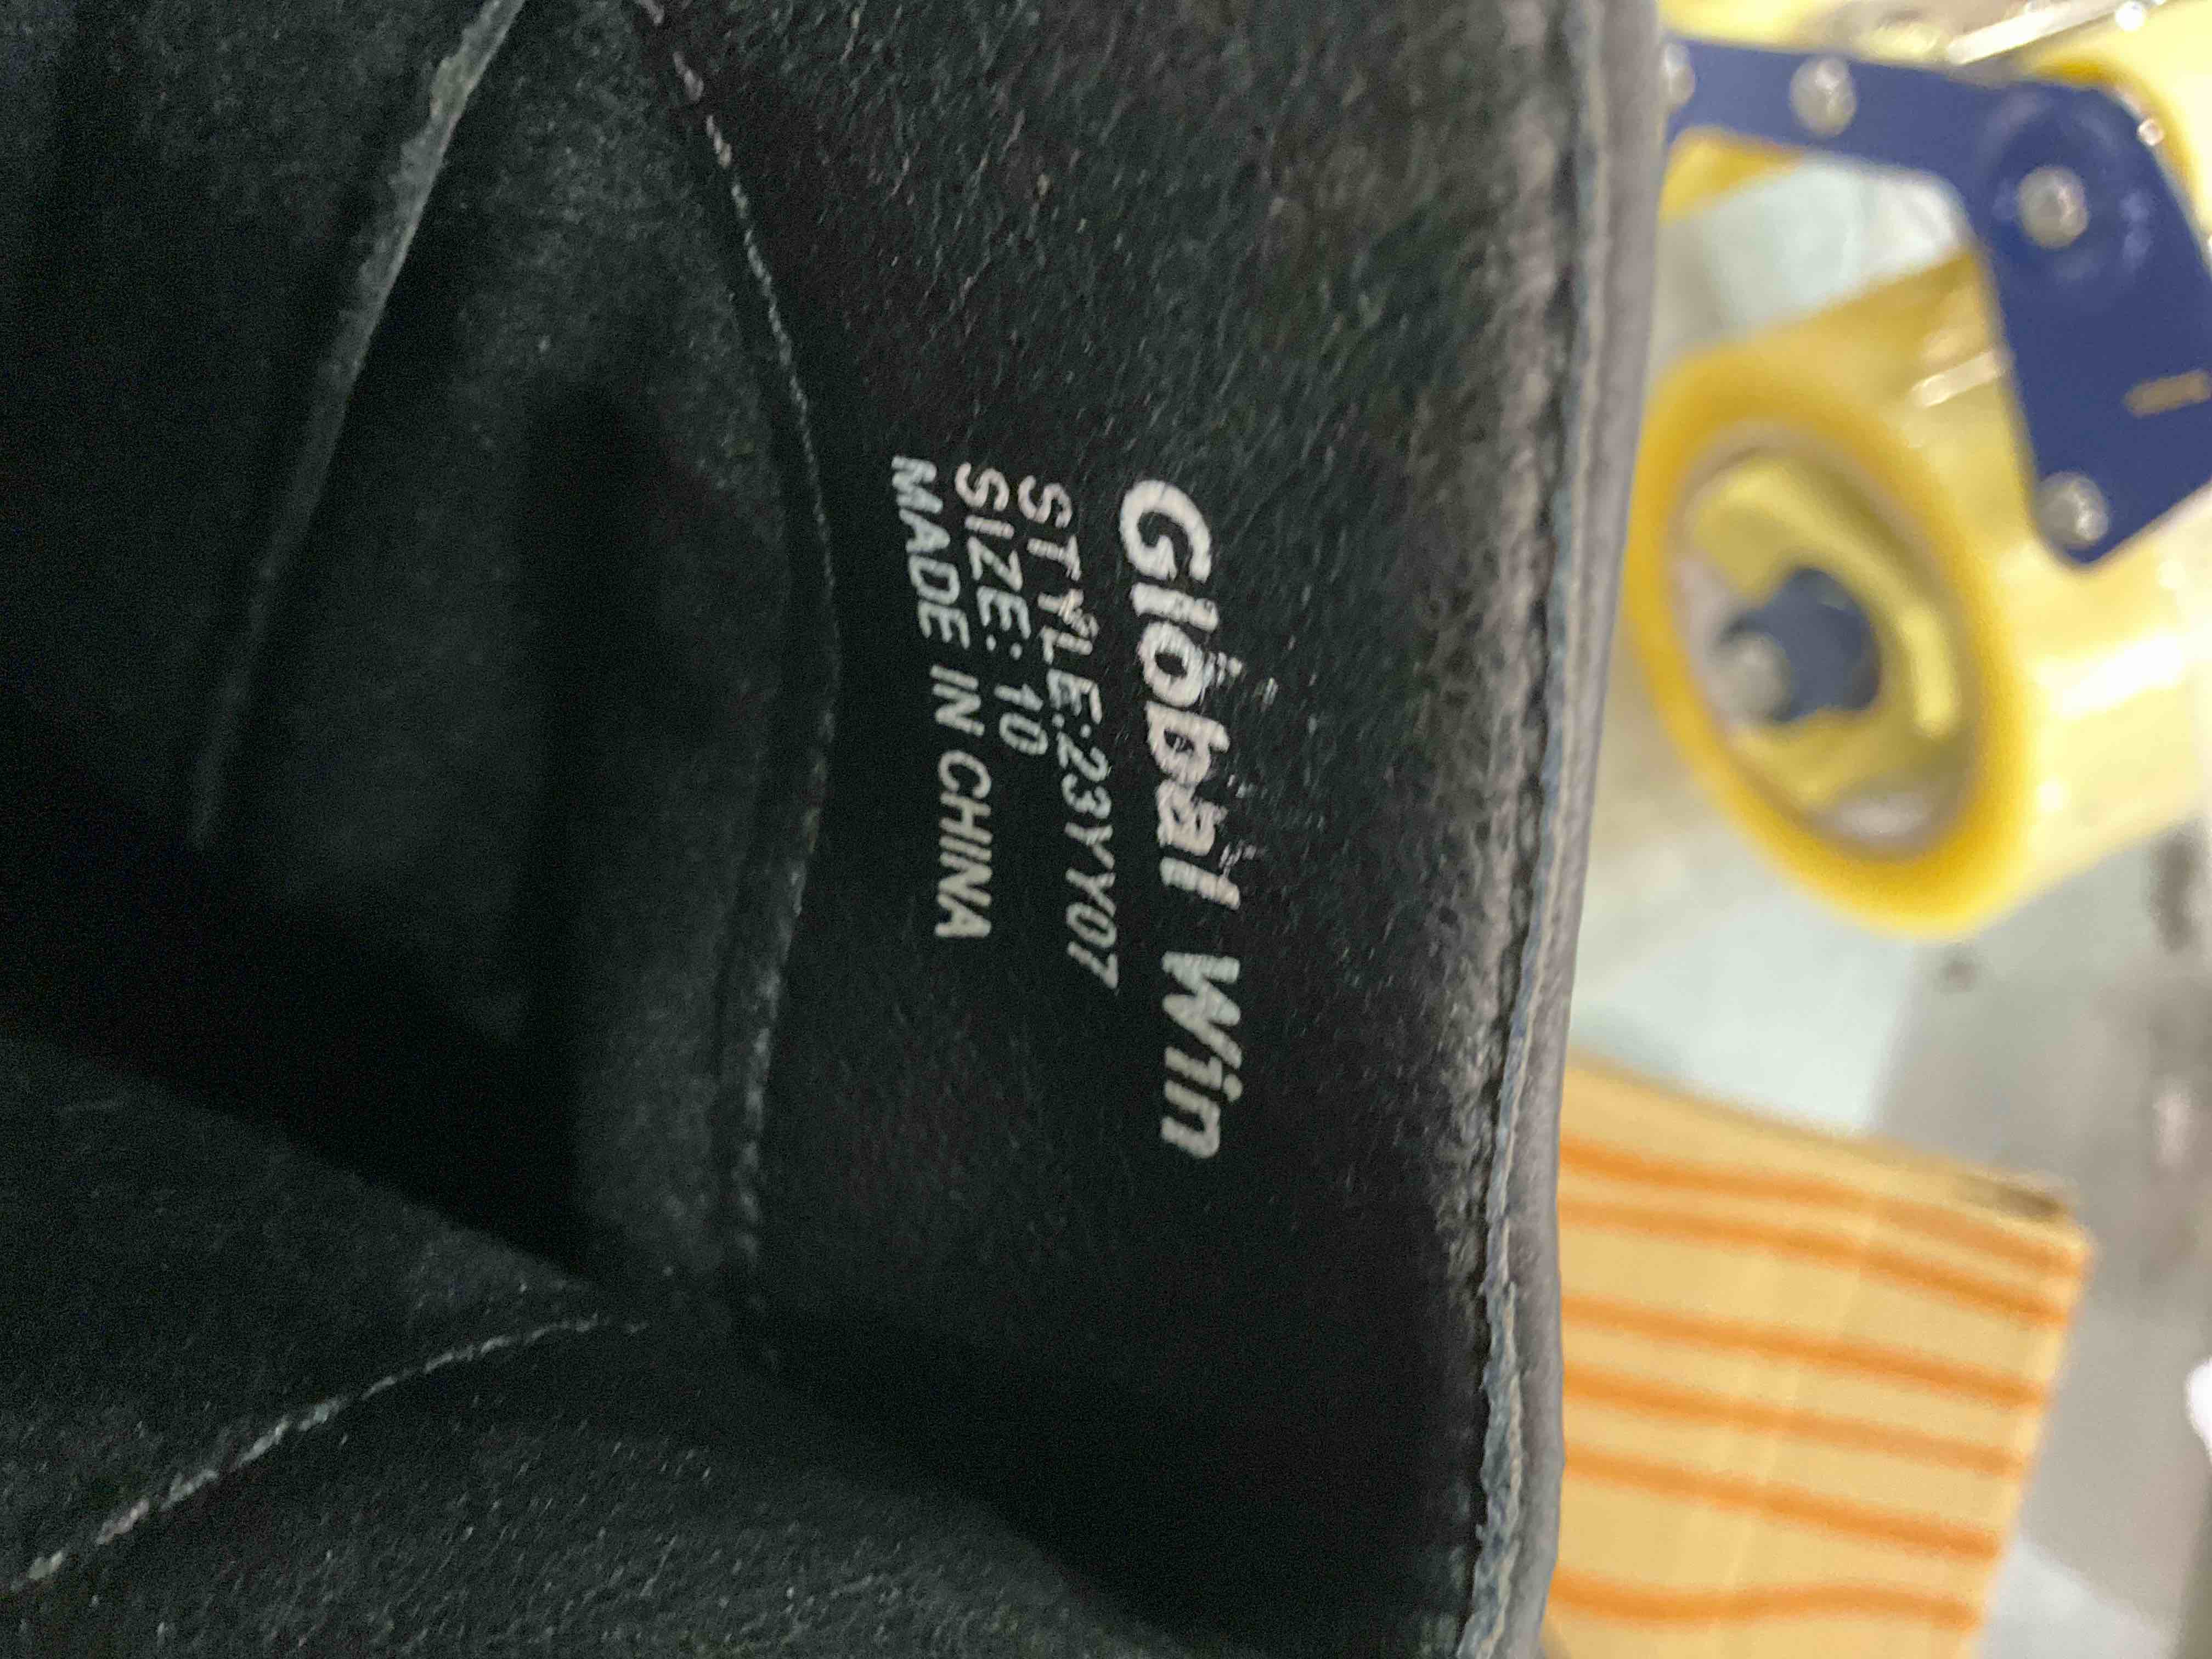 Global Win
STYLE:23YY07
SIZE: 10
MADE IN CHINA